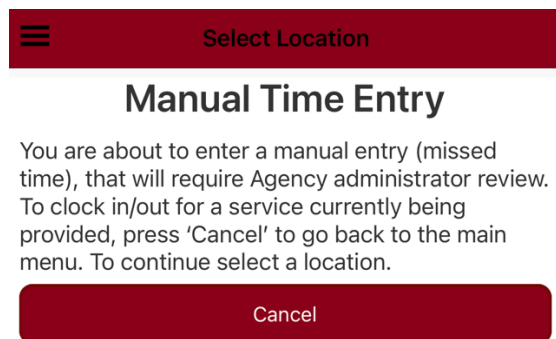 Select Location
Manual Time Entry
You are about to enter a manual entry (missed
time), that will require Agency administrator review.
To clock in/out for a service currently being
provided, press ‘Cancel’ to go back to the main
menu. To continue select a location.
Cancel